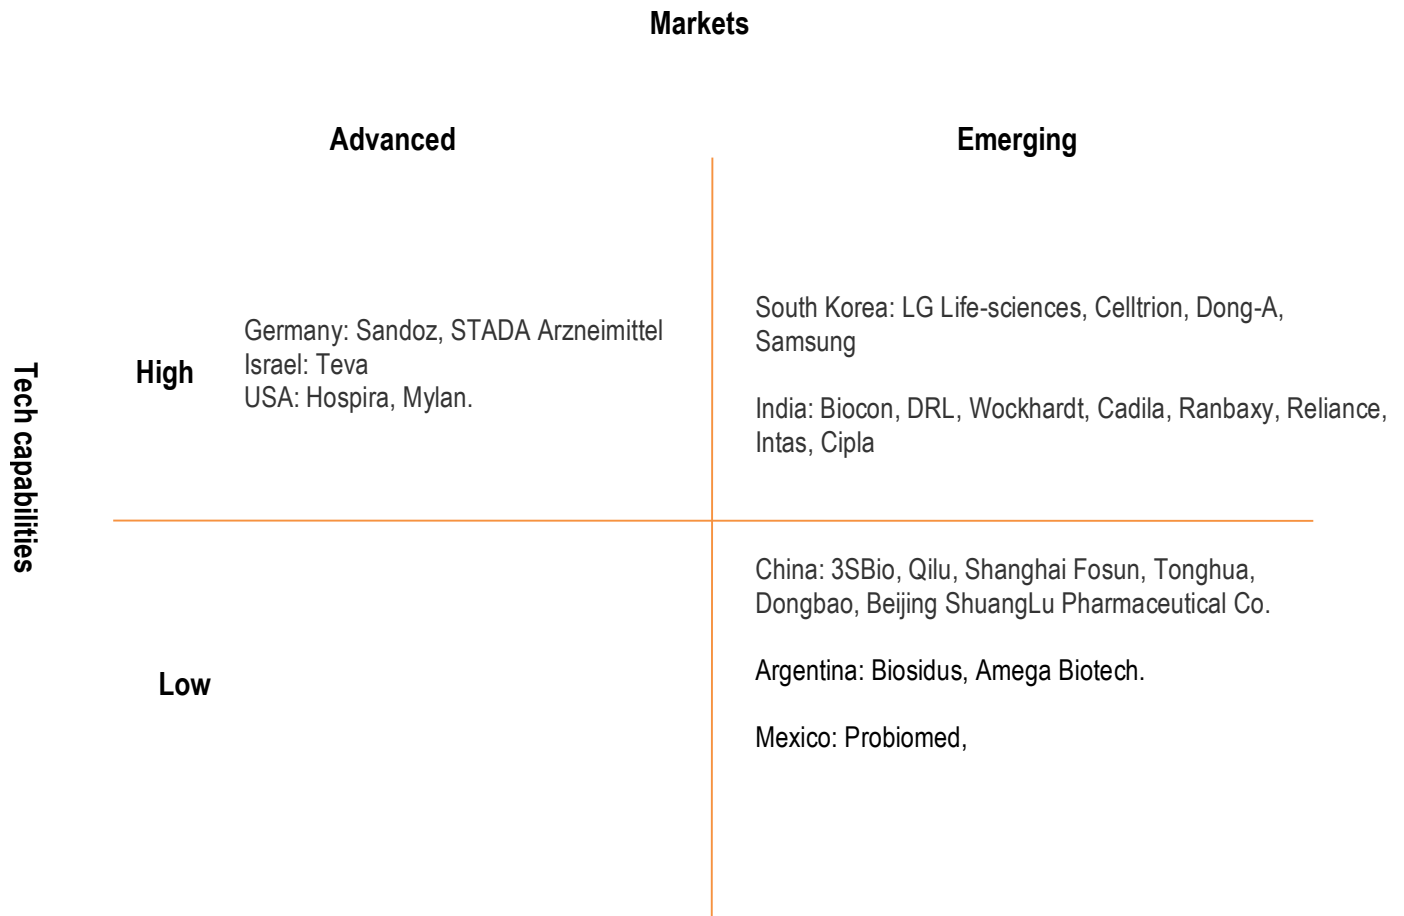 Markets
Advanced
Emerging
Tech capabilities
High
Germany: Sandoz, STADA Arzneimittel
Israel: Teva
USA: Hospira, Mylan.
South Korea: LG Life-sciences, Celltrion, Dong-A,
Samsung
India: Biocon, DRL, Wockhardt, Cadila, Ranbaxy, Reliance,
Intas, Cipla
Low
China: 3SBio, Qilu, Shanghai Fosun, Tonghua,
Dongbao, Beijing ShuangLu Pharmaceutical Co.
Argentina: Biosidus, Amega Biotech.
Mexico: Probiomed,